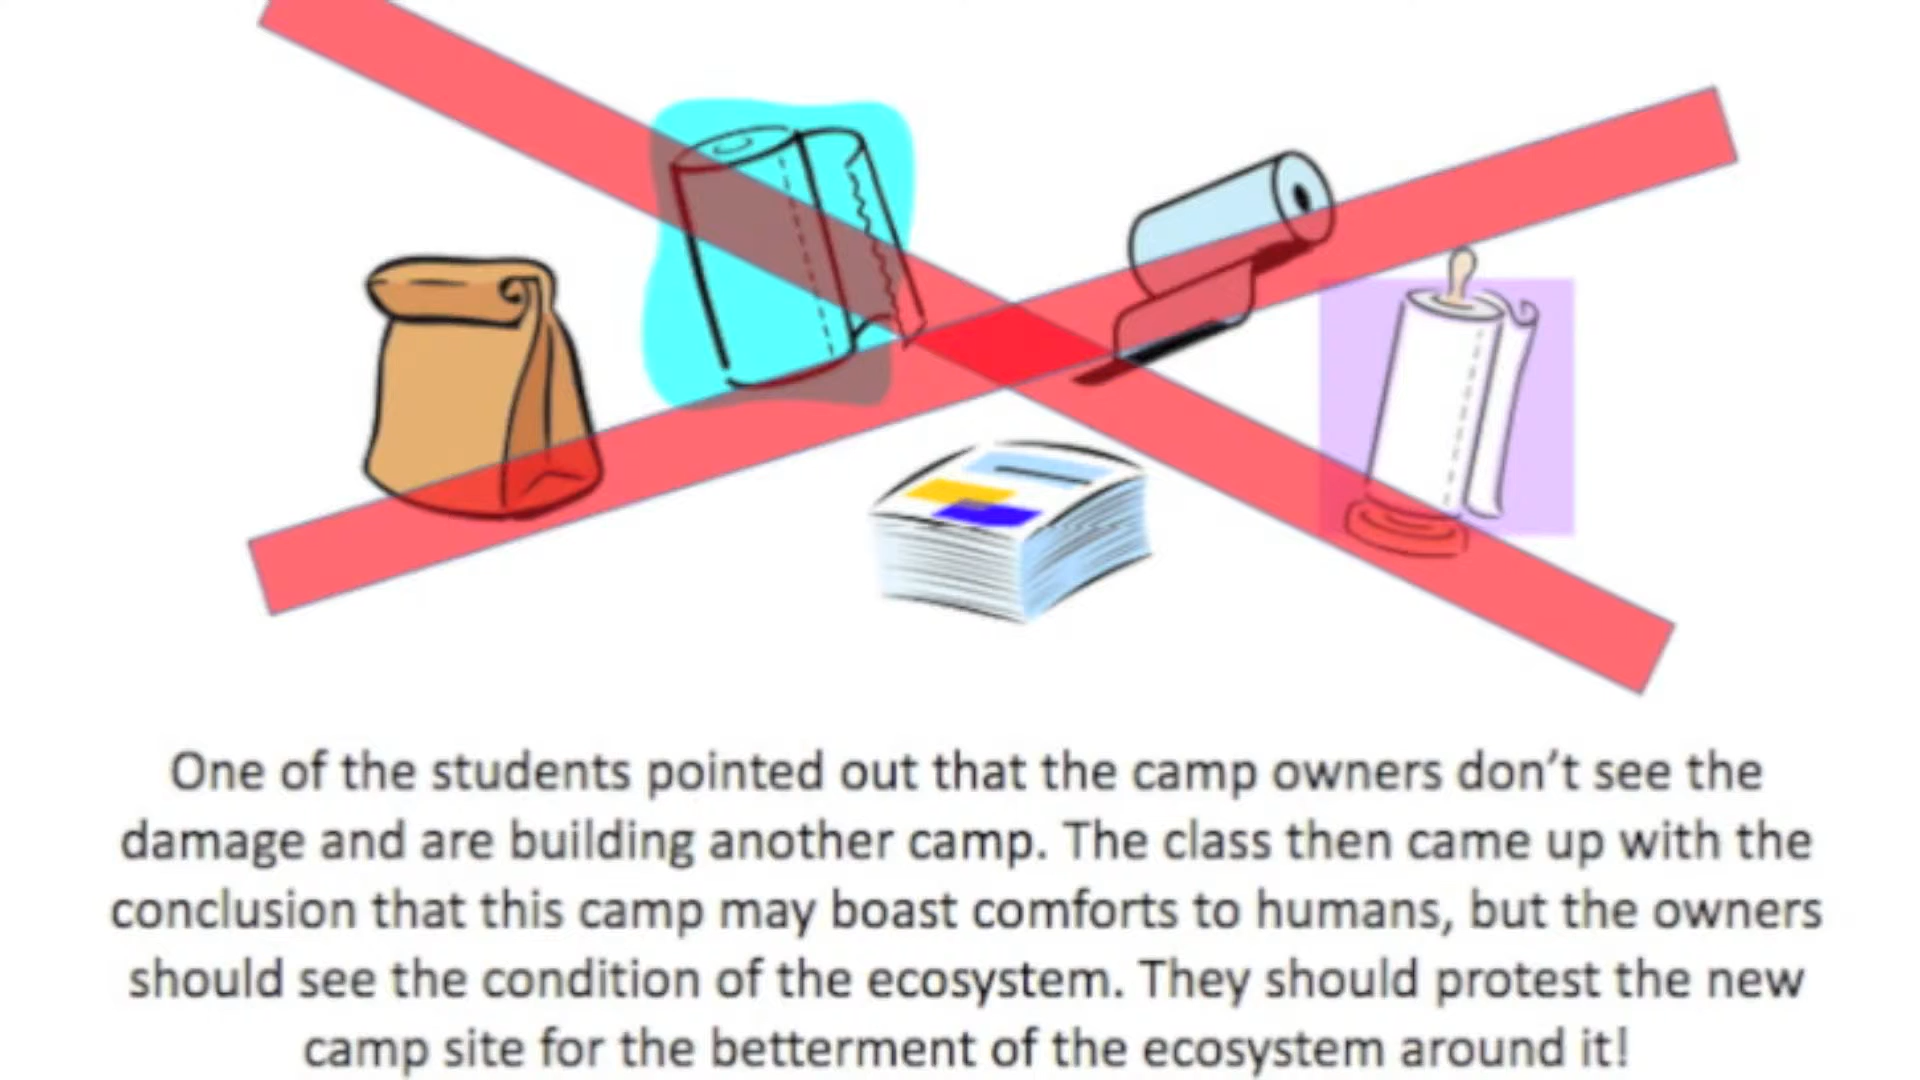 One of the students pointed out that the camp owners don’t see the
damage and are building another camp. The class then came up with the
conclusion that this camp may boast comforts to humans, but the owners
should see the condition of the ecosystem. They should protest the new
camp site for the betterment of the ecosystem around it!